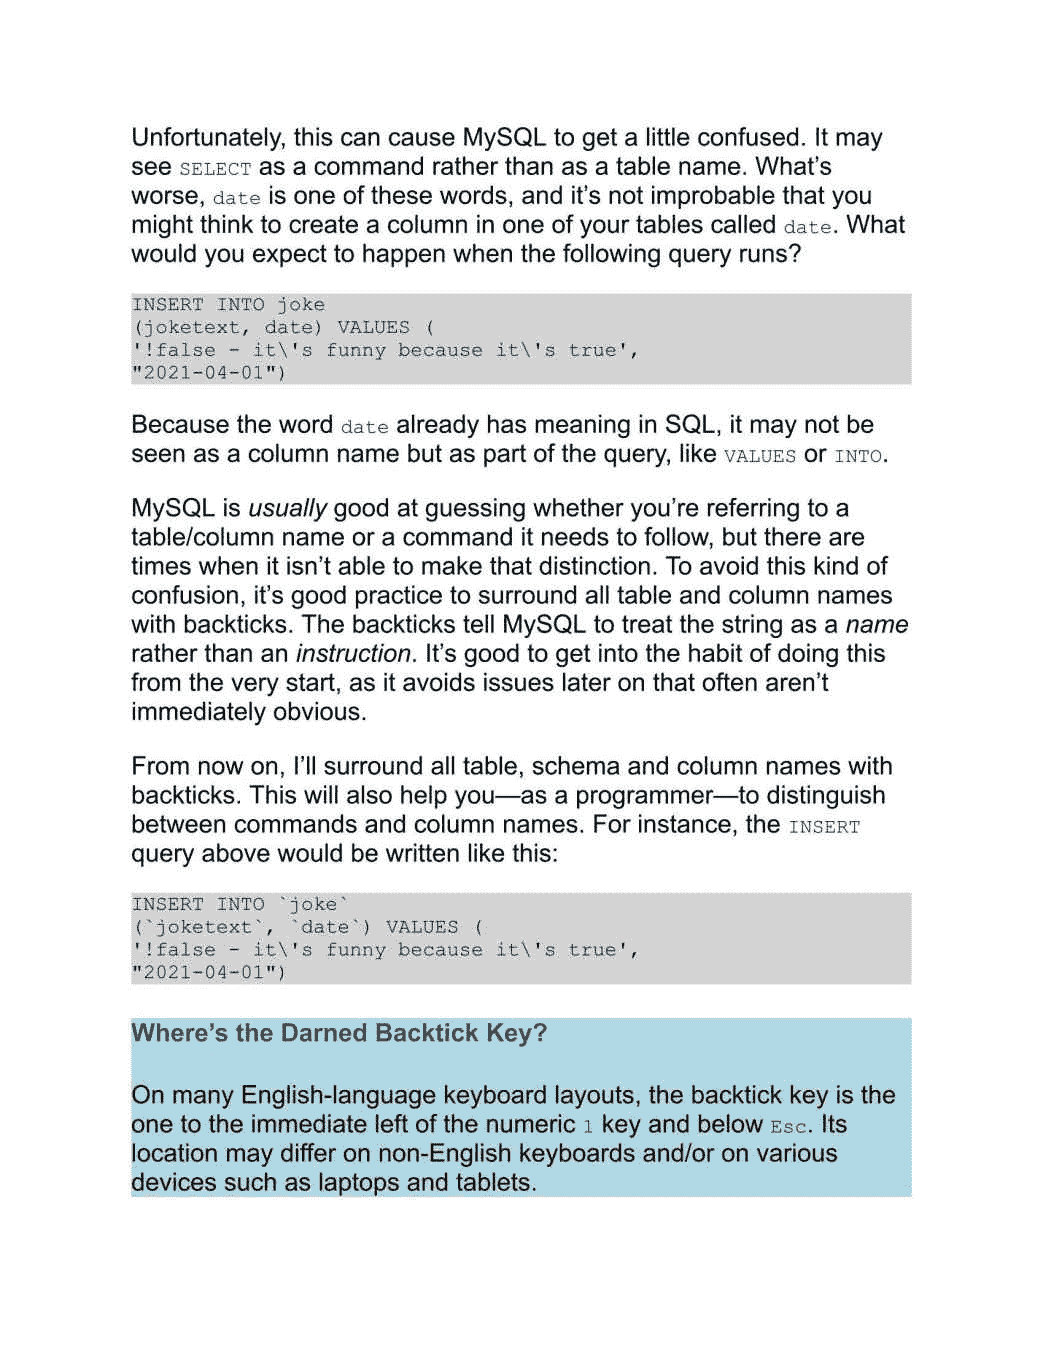 Unfortunately, this can cause MySQL to get a little confused. It may
see SELECT as a command rather than as a table name. What’s
worse, date is one of these words, and it’s not improbable that you
might think to create a column in one of your tables called date. What
would you expect to happen when the following query runs?
INSERT INTO joke
(joketext, date) VALUES (
'!false - it\'s funny because it\'s true',
"2021-04-01")
Because the word date already has meaning in SQL, it may not be
seen as a column name but as part of the query, like VALUES or INTO.
MySQL is usually good at guessing whether you’re referring to a
table/column name or a command it needs to follow, but there are
times when it isn’t able to make that distinction. To avoid this kind of
confusion, it’s good practice to surround all table and column names
with backticks. The backticks tell MySQL to treat the string as a name
rather than an instruction. It’s good to get into the habit of doing this
from the very start, as it avoids issues later on that often aren’t
immediately obvious.
From now on, I’ll surround all table, schema and column names with
backticks. This will also help you—as a programmer—to distinguish
between commands and column names. For instance, the INSERT
query above would be written like this:
INSERT INTO `joke`
(`joketext`, `date`) VALUES (
'!false - it\'s funny because it\'s true',
"2021-04-01")
Where’s the Darned Backtick Key?
On many English-language keyboard layouts, the backtick key is the
one to the immediate left of the numeric 1 key and below Esc. Its
location may differ on non-English keyboards and/or on various
devices such as laptops and tablets.